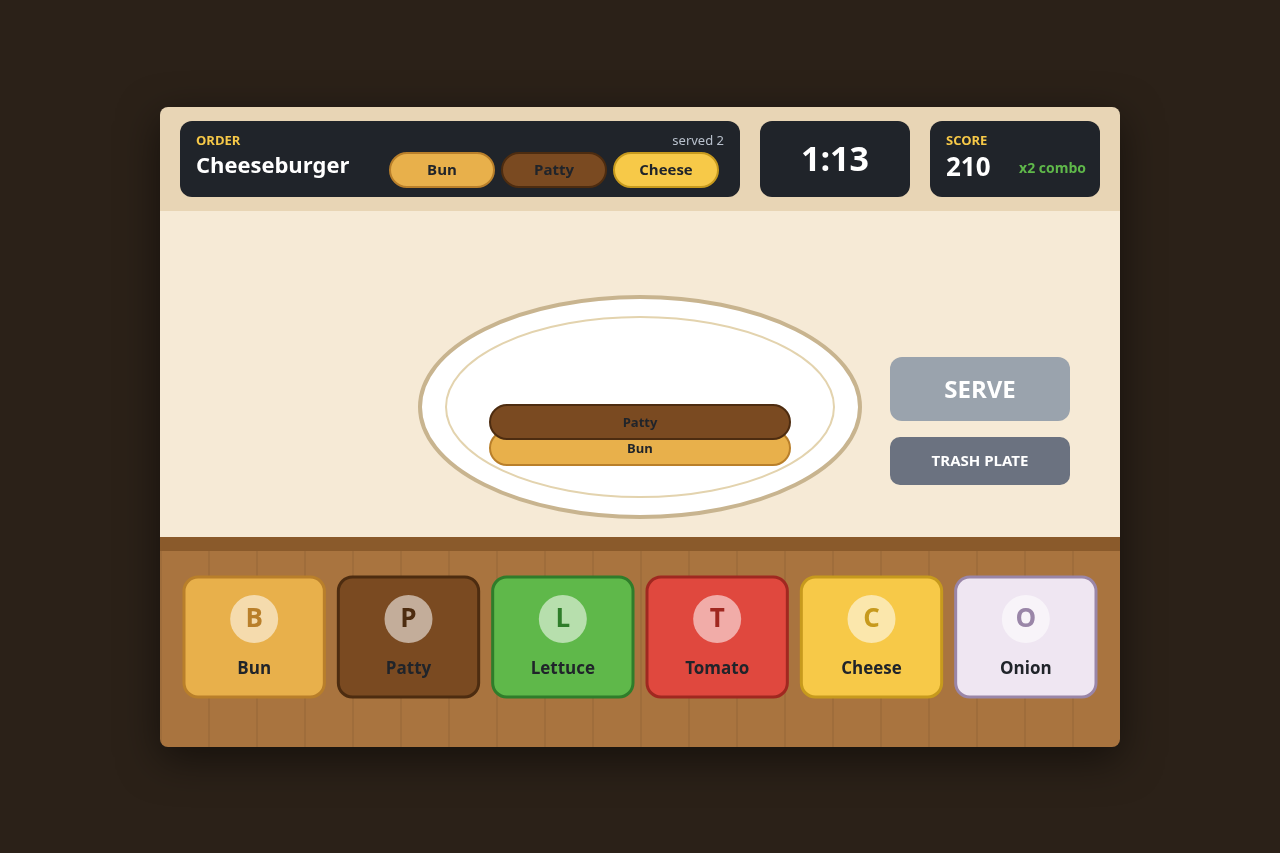 ORDER
served 2
Cheeseburger
Bun
Patty
Cheese
1:13
SCORE
210
x2 combo
Patty
Bun
SERVE
TRASH PLATE
B
Bun
P
Patty
L
Lettuce
T
Tomato
C
Cheese
O
Onion